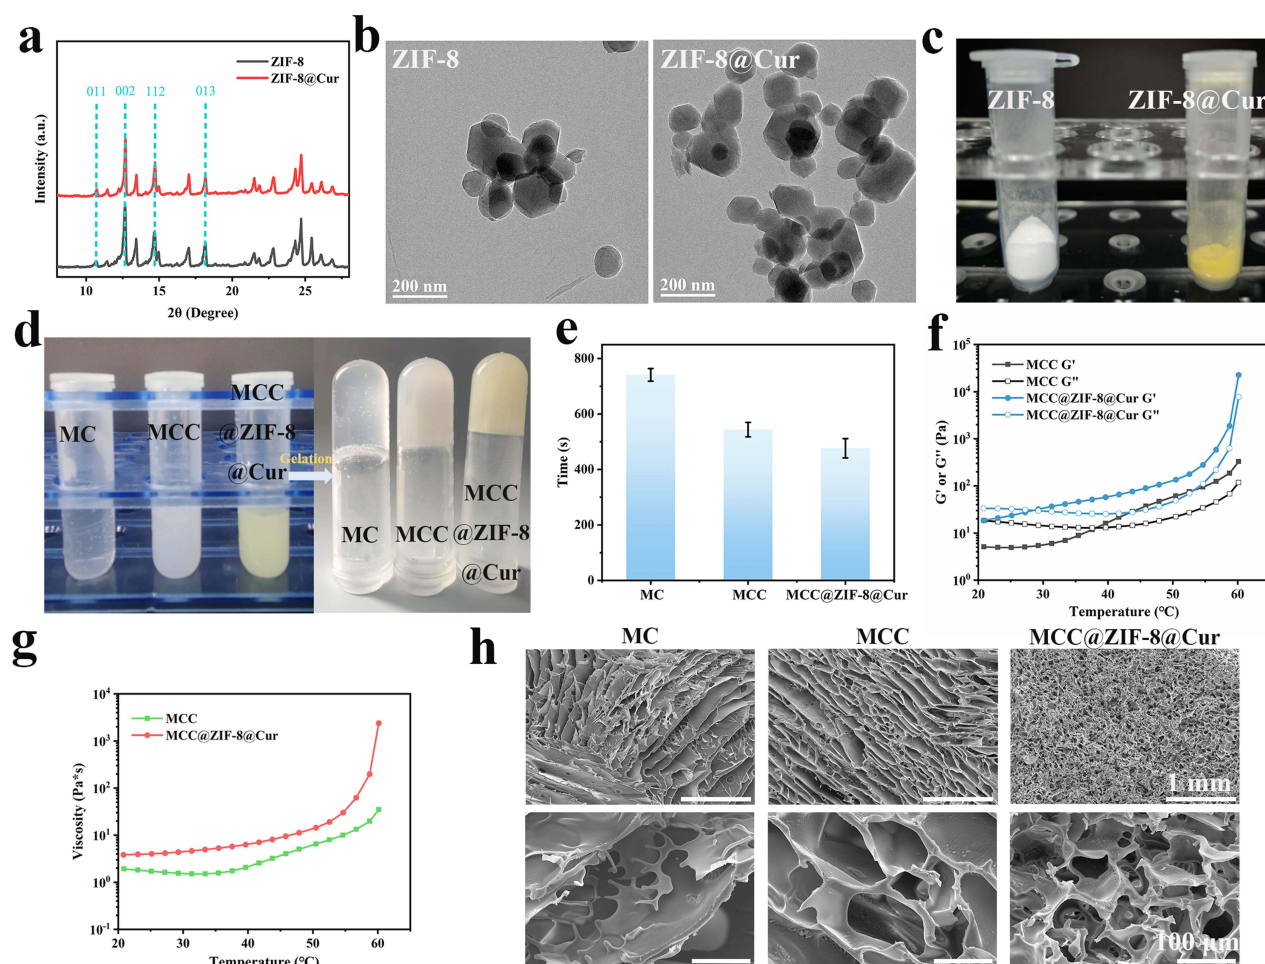 a
ZIF-8
ZIF-8@Cur
011 002 112 013
Intensity (a.u.)
10 15 20 25
2θ (Degree)
b
ZIF-8
200 nm
ZIF-8@Cur
200 nm
c
ZIF-8
ZIF-8@Cur
d
MC
MCC
MCC
@ZIF-8
@Cur
Gelation
MC
MCC
MCC
@ZIF-8
@Cur
e
Time (s)
800
600
400
200
0
MC MCC MCC@ZIF-8@Cur
f
G' or G'' (Pa)
10⁵
10⁴
10³
10²
10¹
10⁰
MCC G'
MCC G''
MCC@ZIF-8@Cur G'
MCC@ZIF-8@Cur G''
20 30 40 50 60
Temperature (°C)
g
Viscosity (Pa*s)
10⁴
10³
10²
10¹
10⁰
10⁻¹
MCC
MCC@ZIF-8@Cur
20 30 40 50 60
Temperature (°C)
h
MC
MCC
MCC@ZIF-8@Cur
1 mm
100 μm